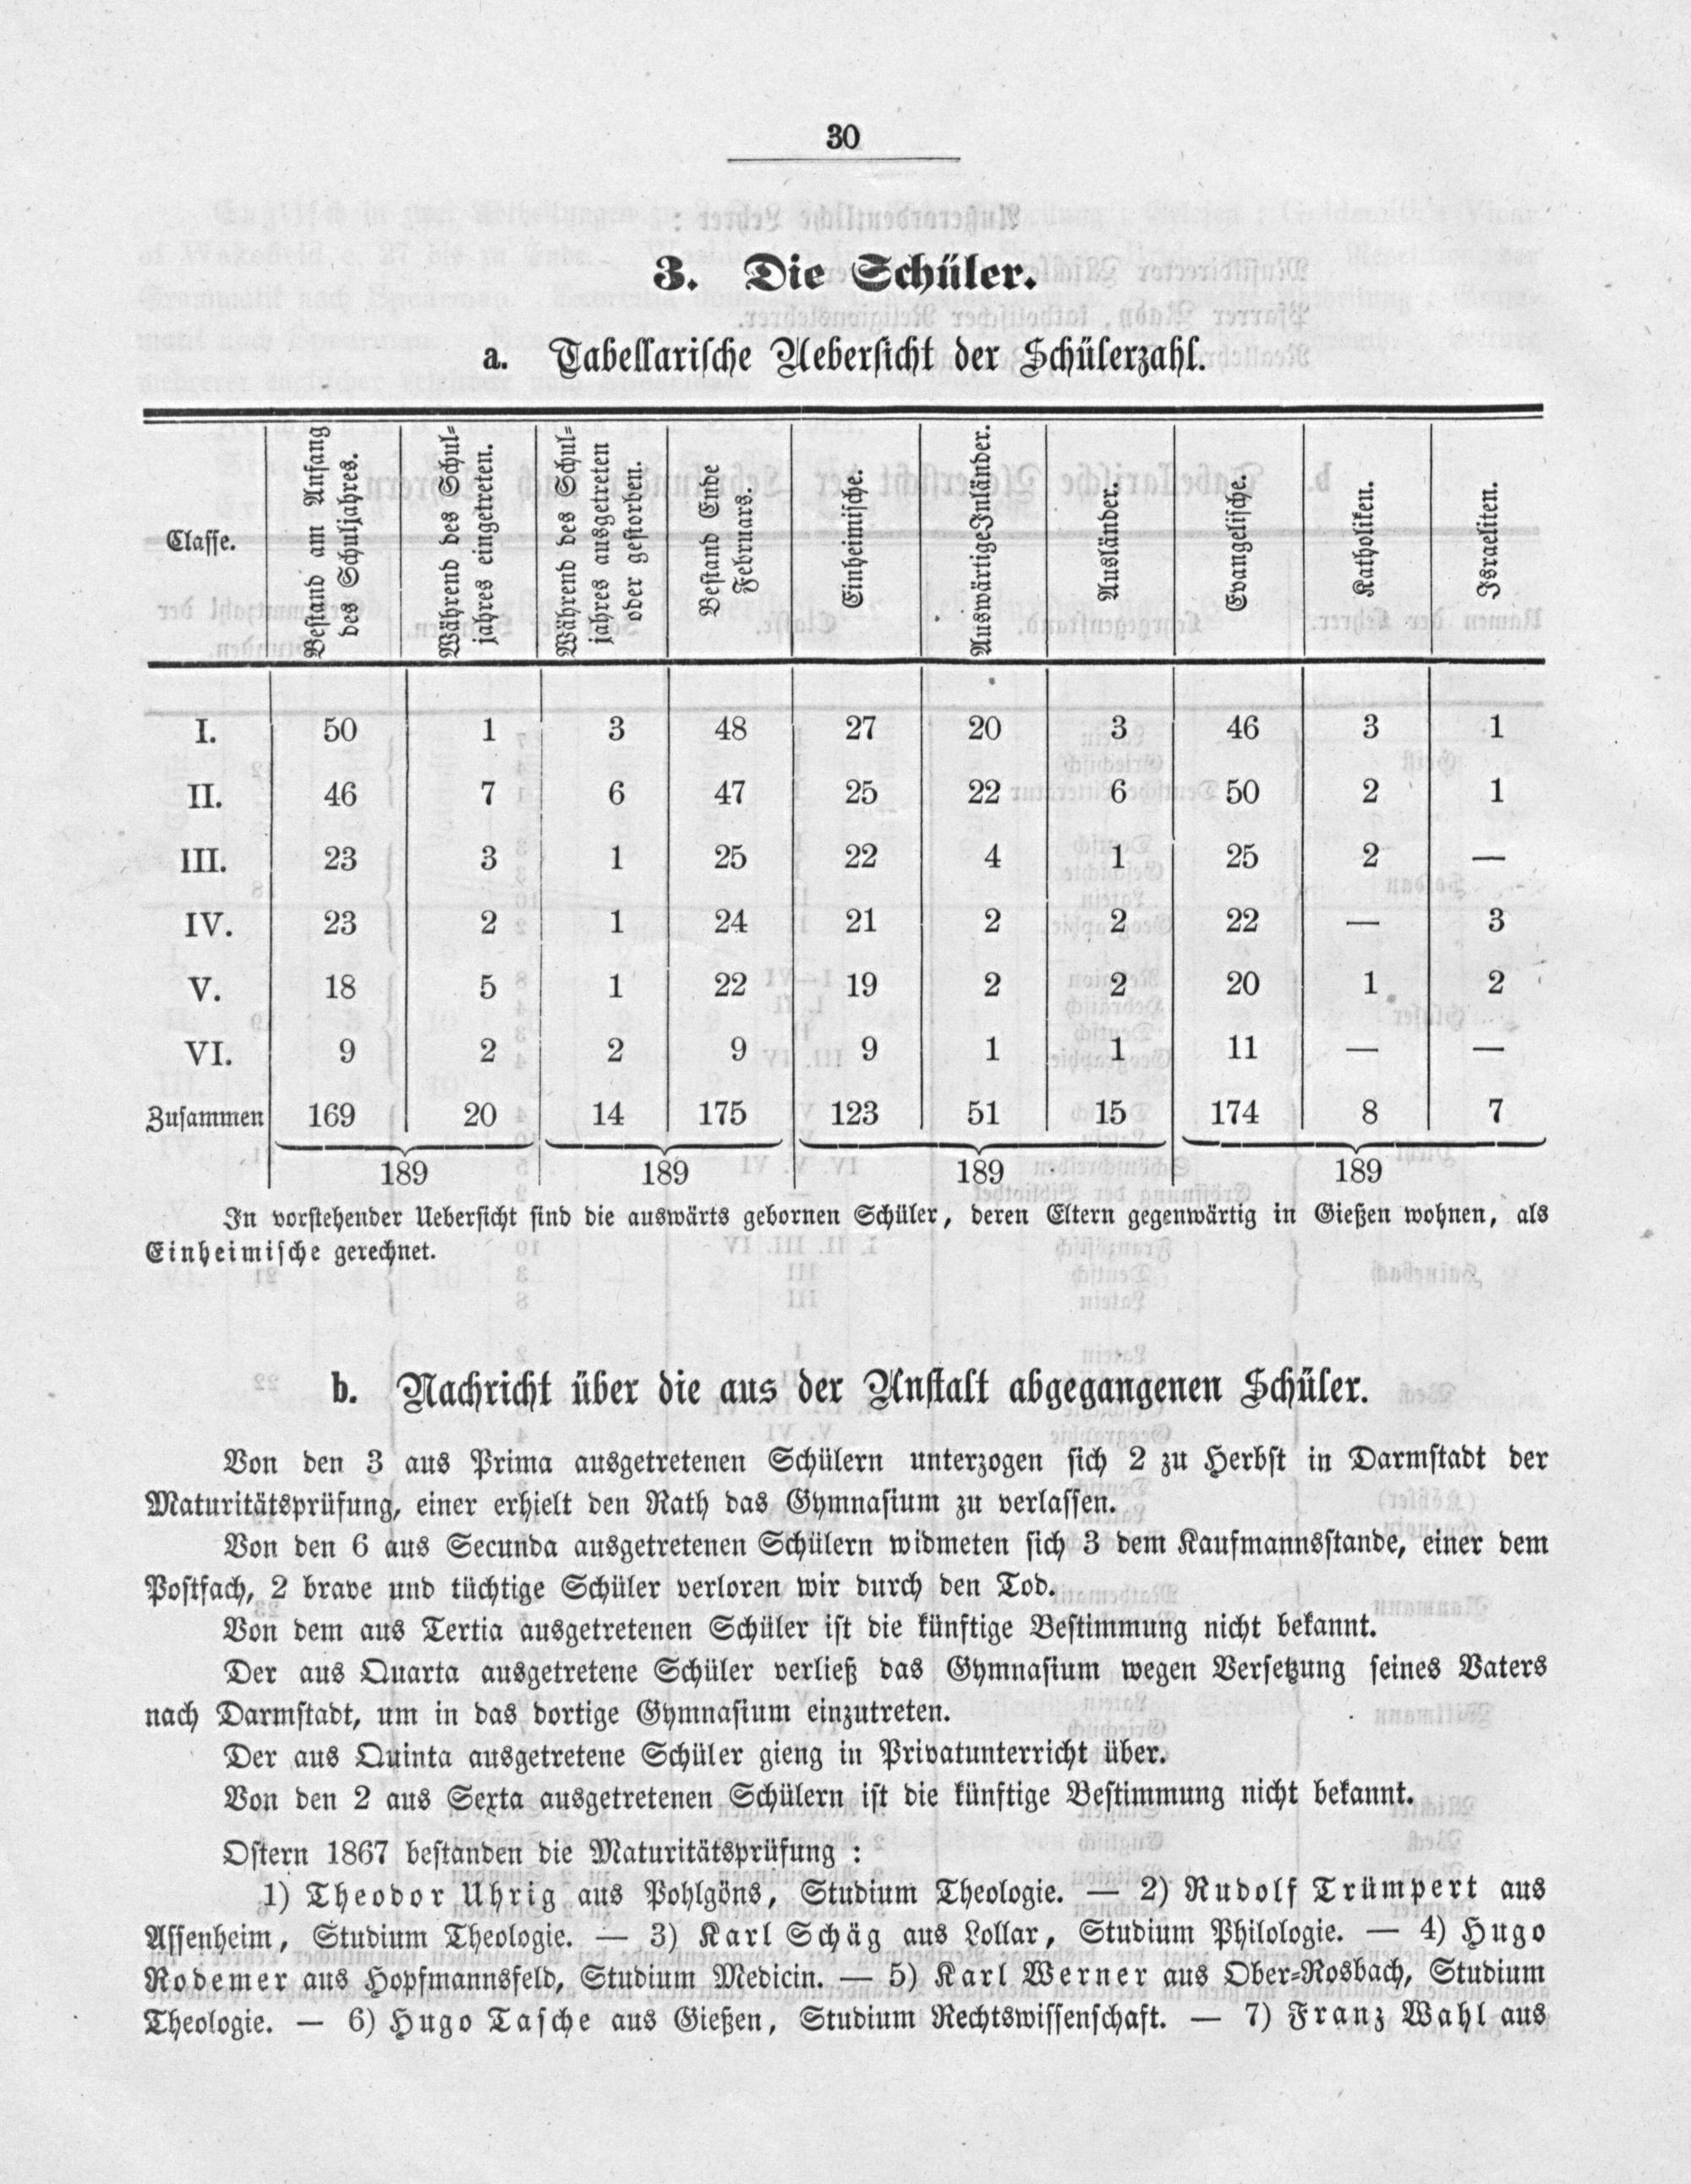 30
3. Die Schüler.
a. Tabellarische Uebersicht der Schülerzahl.
Classe. Bestand am Anfang des Schuljahres. Während des Schul-jahres eingetreten. Während des Schul-jahres ausgetreten oder gestorben. Bestand Ende Februars. Einheimische. Auswärtige Inländer. Ausländer. Evangelische. Katholiken. Israeliten.
I. 50 1 3 48 27 20 3 46 3 1
II. 46 7 6 47 25 22 6 50 2 1
III. 23 3 1 25 22 4 1 25 2 —
IV. 23 2 1 24 21 2 2 22 — 3
V. 18 5 1 22 19 2 2 20 1 2
VI. 9 2 2 9 9 1 1 11 — —
Zusammen 169 20 14 175 123 51 15 174 8 7
189 189 189 189
In vorstehender Uebersicht sind die auswärts gebornen Schüler, deren Eltern gegenwärtig in Gießen wohnen, als
Einheimische gerechnet.
b. Nachricht über die aus der Anstalt abgegangenen Schüler.
Von den 3 aus Prima ausgetretenen Schülern unterzogen sich 2 zu Herbst in Darmstadt der
Maturitätsprüfung, einer erhielt den Rath das Gymnasium zu verlassen.
Von den 6 aus Secunda ausgetretenen Schülern widmeten sich 3 dem Kaufmannsstande, einer dem
Postfach, 2 brave und tüchtige Schüler verloren wir durch den Tod.
Von dem aus Tertia ausgetretenen Schüler ist die künftige Bestimmung nicht bekannt.
Der aus Quarta ausgetretene Schüler verließ das Gymnasium wegen Versetzung seines Vaters
nach Darmstadt, um in das dortige Gymnasium einzutreten.
Der aus Quinta ausgetretene Schüler gieng in Privatunterricht über.
Von den 2 aus Sexta ausgetretenen Schülern ist die künftige Bestimmung nicht bekannt.
Ostern 1867 bestanden die Maturitätsprüfung :
1) Theodor Uhrig aus Pohlgöns, Studium Theologie. — 2) Rudolf Trümpert aus
Assenheim, Studium Theologie. — 3) Karl Schäg aus Lollar, Studium Philologie. — 4) Hugo
Rodemer aus Hopfmannsfeld, Studium Medicin. — 5) Karl Werner aus Ober-Rosbach, Studium
Theologie. — 6) Hugo Tasche aus Gießen, Studium Rechtswissenschaft. — 7) Franz Wahl aus